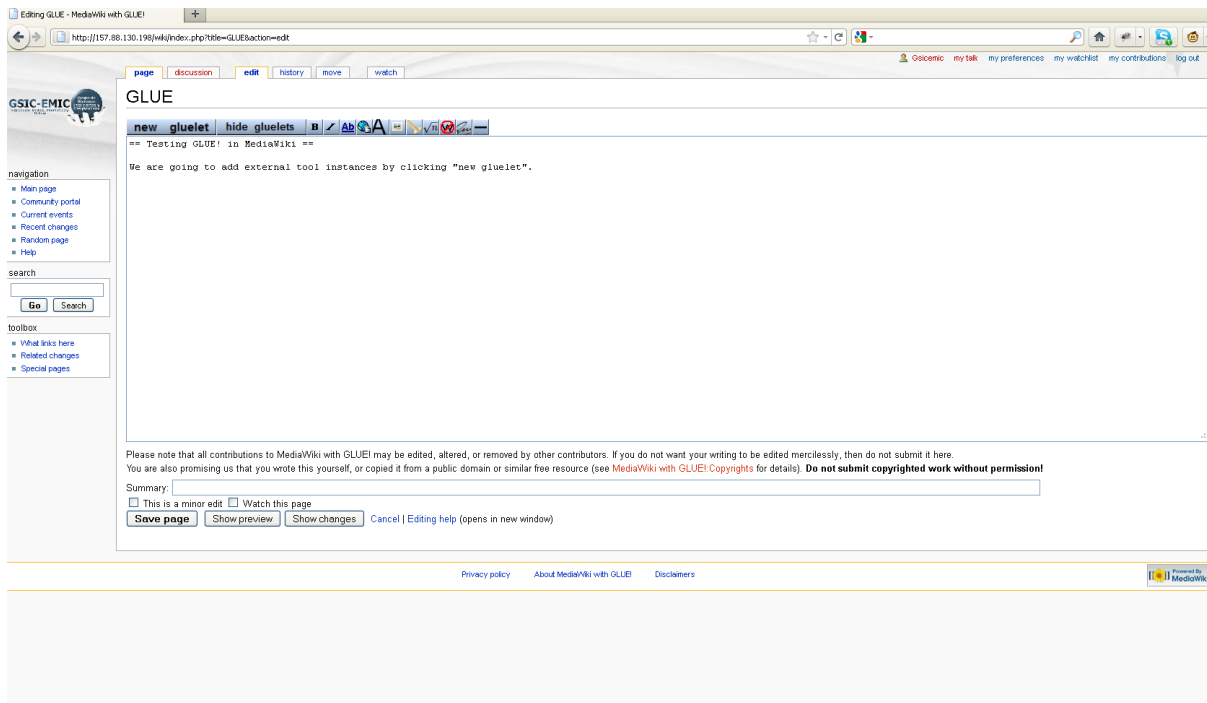 Editing GLUE - MediaWiki with GLUE!
http://157.88.130.198/wiki/index.php?title=GLUE&action=edit
Gsicemic my talk my preferences my watchlist my contributions log out
page discussion edit history move watch
GSIC-EMIC
GLUE
new gluelet hide gluelets B I Ab A √n W
== Testing GLUE! in MediaWiki ==
We are going to add external tool instances by clicking "new gluelet".
navigation
Main page
Community portal
Current events
Recent changes
Random page
Help
search
Go Search
toolbox
What links here
Related changes
Special pages
Please note that all contributions to MediaWiki with GLUE! may be edited, altered, or removed by other contributors. If you do not want your writing to be edited mercilessly, then do not submit it here.
You are also promising us that you wrote this yourself, or copied it from a public domain or similar free resource (see MediaWiki with GLUE!:Copyrights for details). Do not submit copyrighted work without permission!
Summary:
This is a minor edit Watch this page
Save page Show preview Show changes Cancel | Editing help (opens in new window)
Privacy policy About MediaWiki with GLUE! Disclaimers
Powered By
MediaWik